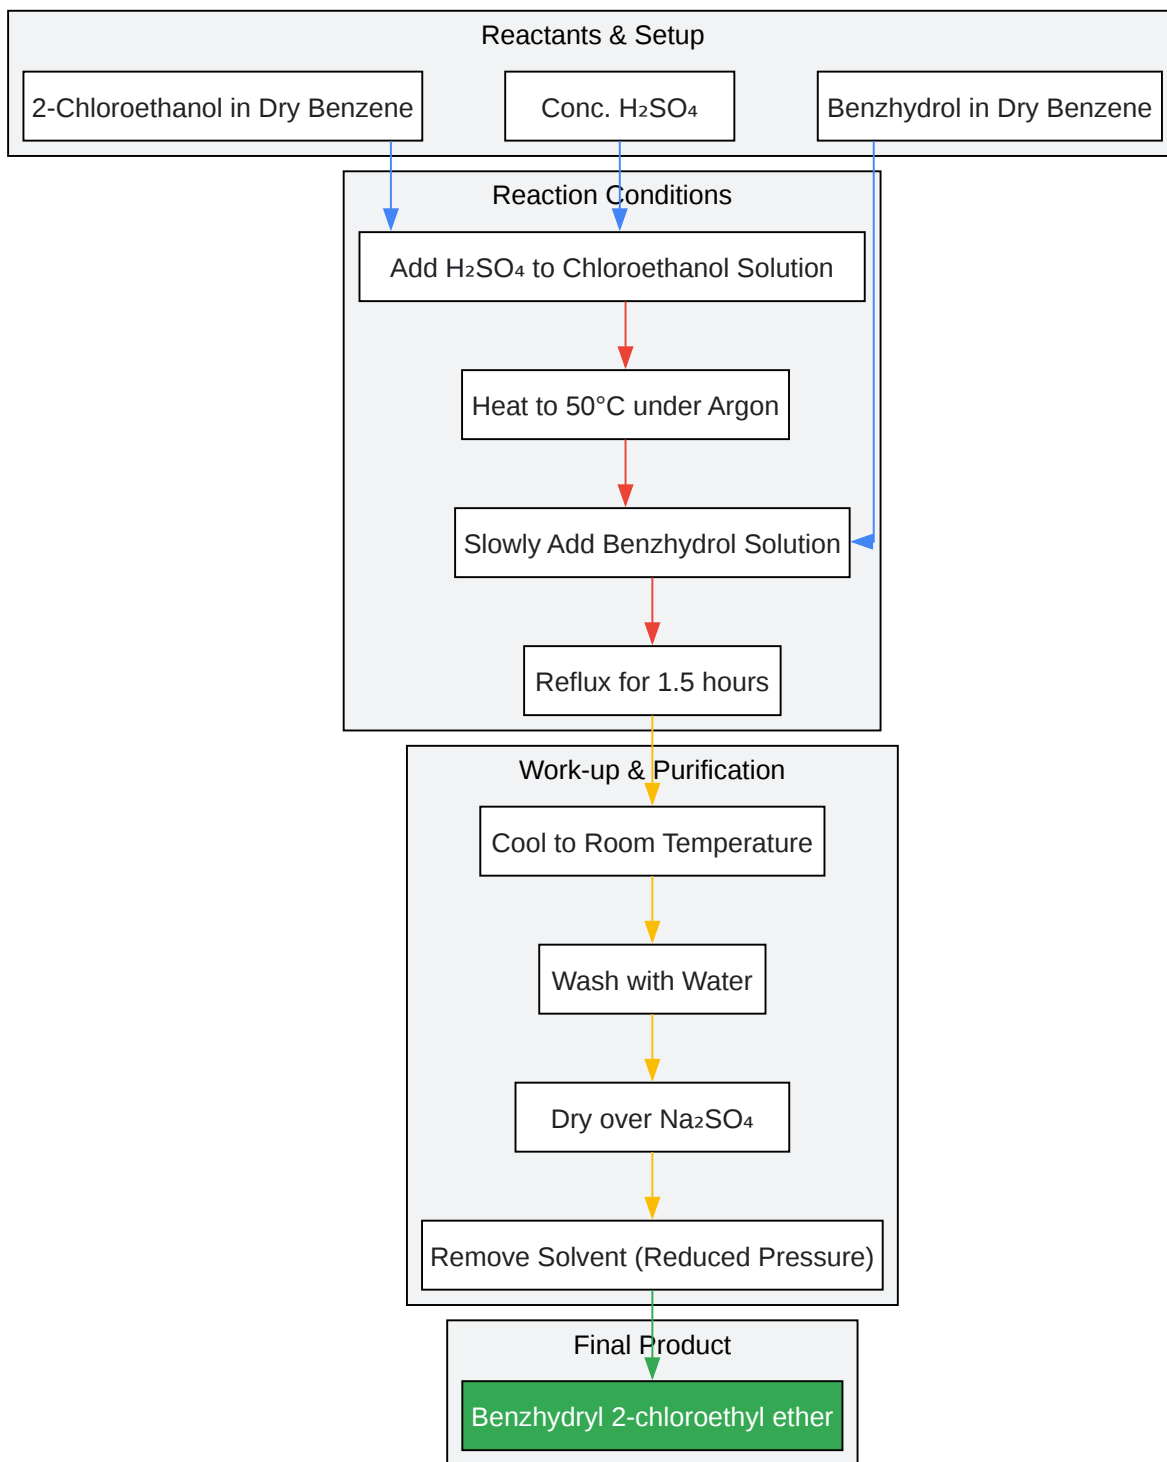 Reactants & Setup
2-Chloroethanol in Dry Benzene
Conc. H₂SO₄
Benzhydrol in Dry Benzene
Reaction Conditions
Add H₂SO₄ to Chloroethanol Solution
Heat to 50°C under Argon
Slowly Add Benzhydrol Solution
Reflux for 1.5 hours
Work-up & Purification
Cool to Room Temperature
Wash with Water
Dry over Na₂SO₄
Remove Solvent (Reduced Pressure)
Final Product
Benzhydryl 2-chloroethyl ether